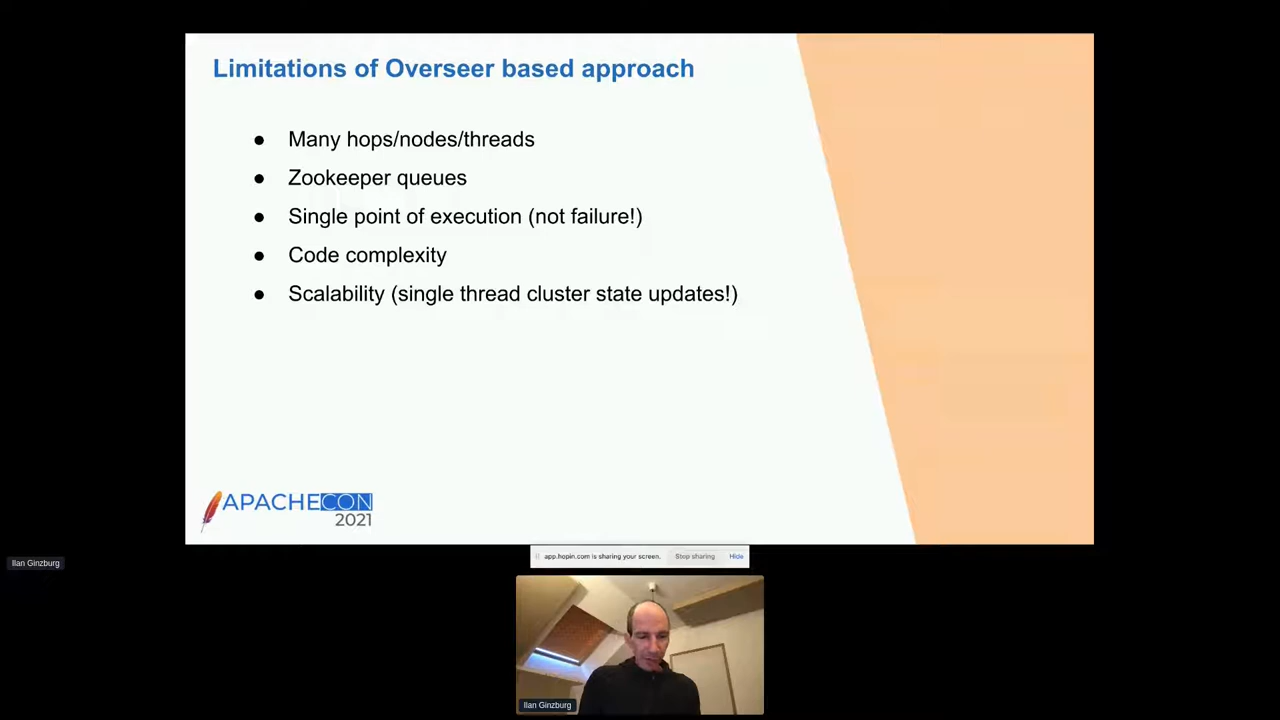 Limitations of Overseer based approach
● Many hops/nodes/threads
● Zookeeper queues
● Single point of execution (not failure!)
● Code complexity
● Scalability (single thread cluster state updates!)
APACHECON
2021
Ilan Ginzburg
app.hopin.com is sharing your screen. Stop sharing Hide
Ilan Ginzburg